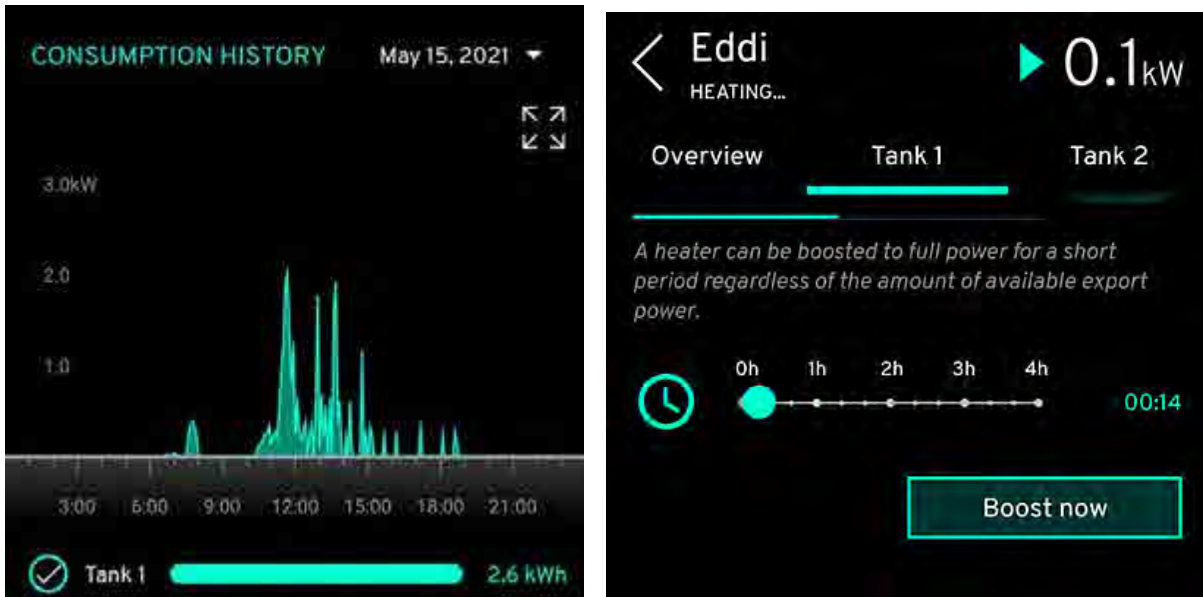 CONSUMPTION HISTORY May 15, 2021
3.0kW
2.0
1.0
3:00 6:00 9:00 12:00 15:00 18:00 21:00
Tank 1 2.6 kWh
Eddi
HEATING...
0.1kW
Overview Tank 1 Tank 2
A heater can be boosted to full power for a short
period regardless of the amount of available export
power.
0h 1h 2h 3h 4h
00:14
Boost now